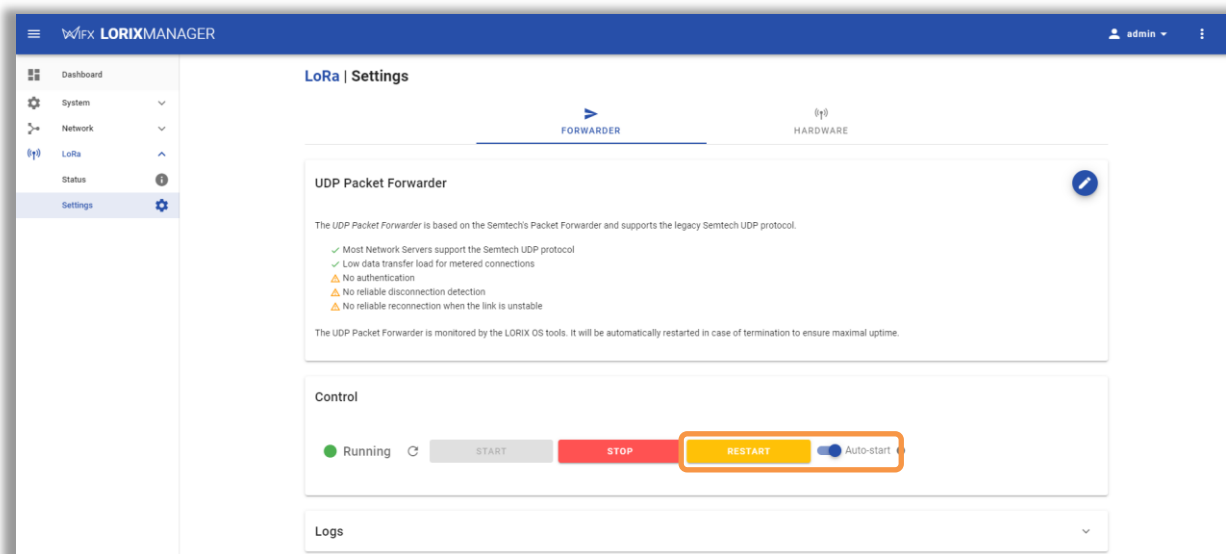 WIFX LORIXMANAGER
admin
Dashboard
LoRa | Settings
System
Network
FORWARDER
HARDWARE
LoRa
Status
Settings
UDP Packet Forwarder
The UDP Packet Forwarder is based on the Semtech's Packet Forwarder and supports the legacy Semtech UDP protocol.
Most Network Servers support the Semtech UDP protocol
Low data transfer load for metered connections
No authentication
No reliable disconnection detection
No reliable reconnection when the link is unstable
The UDP Packet Forwarder is monitored by the LORIX OS tools. It will be automatically restarted in case of termination to ensure maximal uptime.
Control
Running
START
STOP
RESTART
Auto-start
Logs